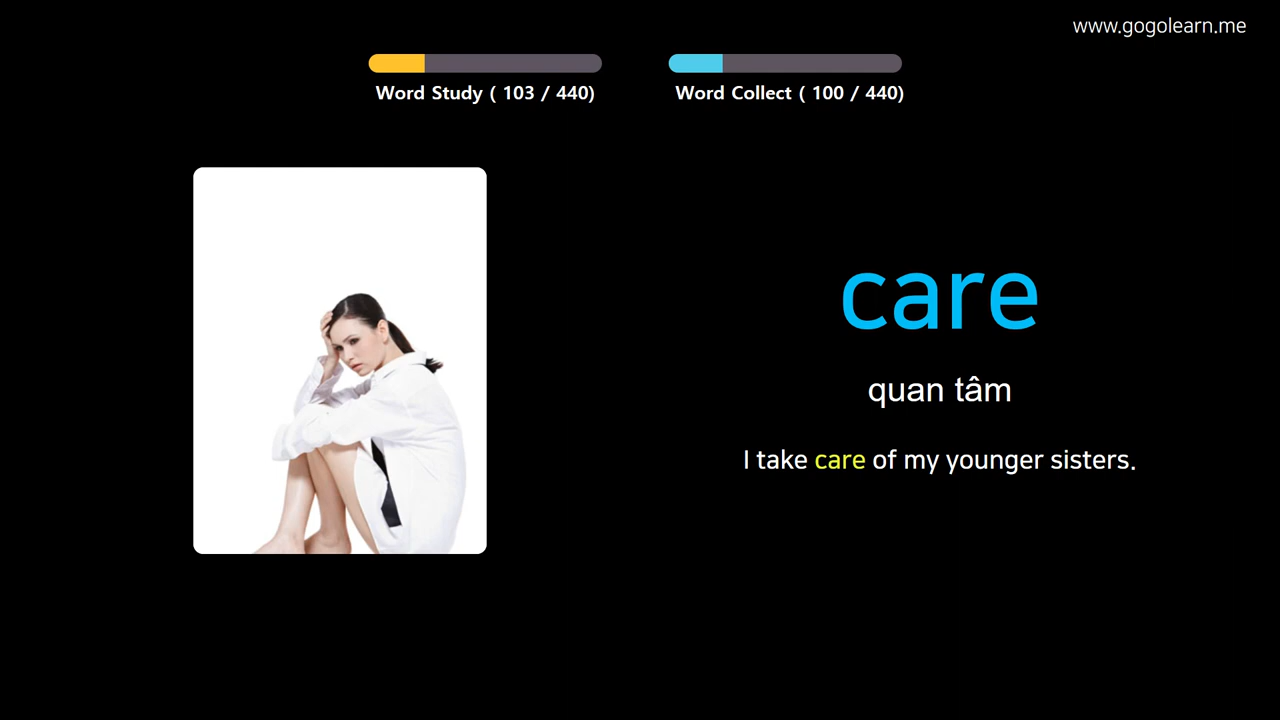 www.gogolearn.me
Word Study ( 103 / 440)
Word Collect ( 100 / 440)
care
quan tâm
I take care of my younger sisters.